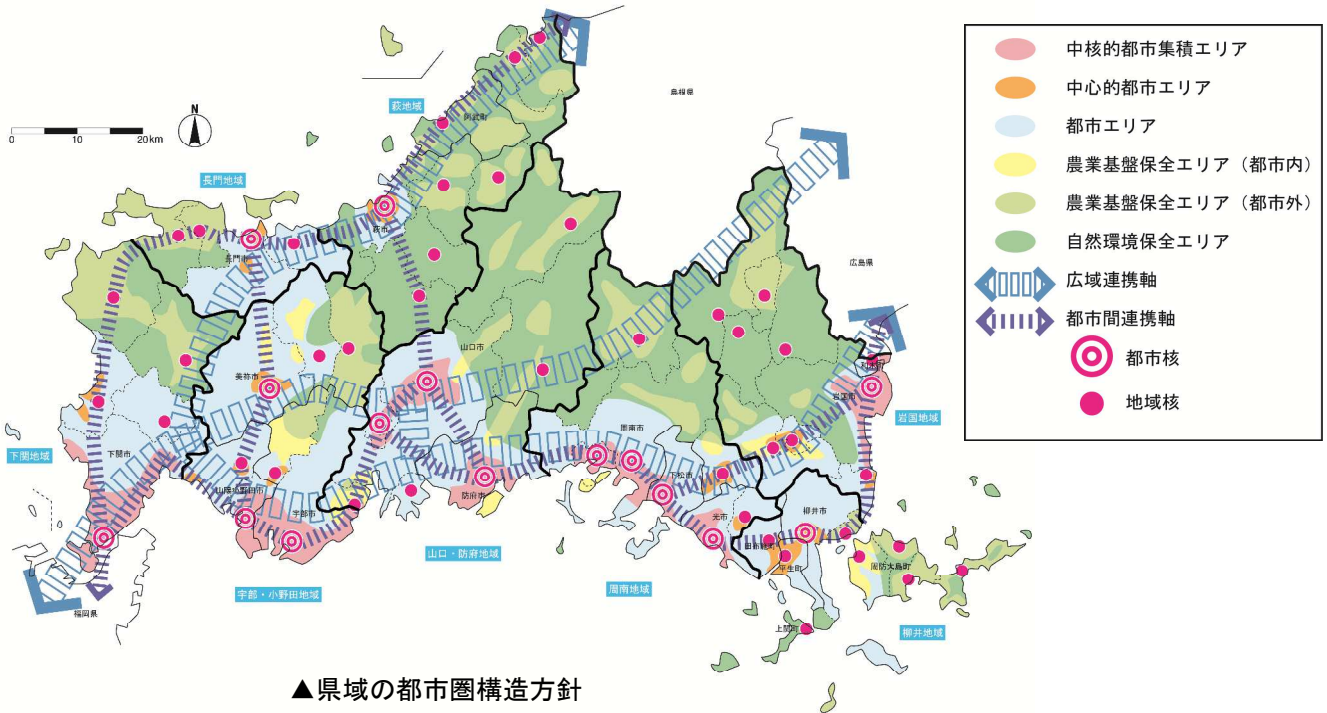 中核的都市集積エリア
中心的都市エリア
都市エリア
農業基盤保全エリア（都市内）
農業基盤保全エリア（都市外）
自然環境保全エリア
広域連携軸
都市間連携軸
都市核
地域核
N
0 10 20km
島根県
萩地域
阿武町
長門地域
萩市
長門市
広島県
山口市
美祢市
和木町
岩国市
岩国地域
周南市
下関地域
下関市
下松市
山陽小野田市
宇部市
防府市
光市
柳井市
田布施町
平生町
周防大島町
山口・防府地域
宇部・小野田地域
周南地域
福岡県
上関町
柳井地域
▲県域の都市圏構造方針